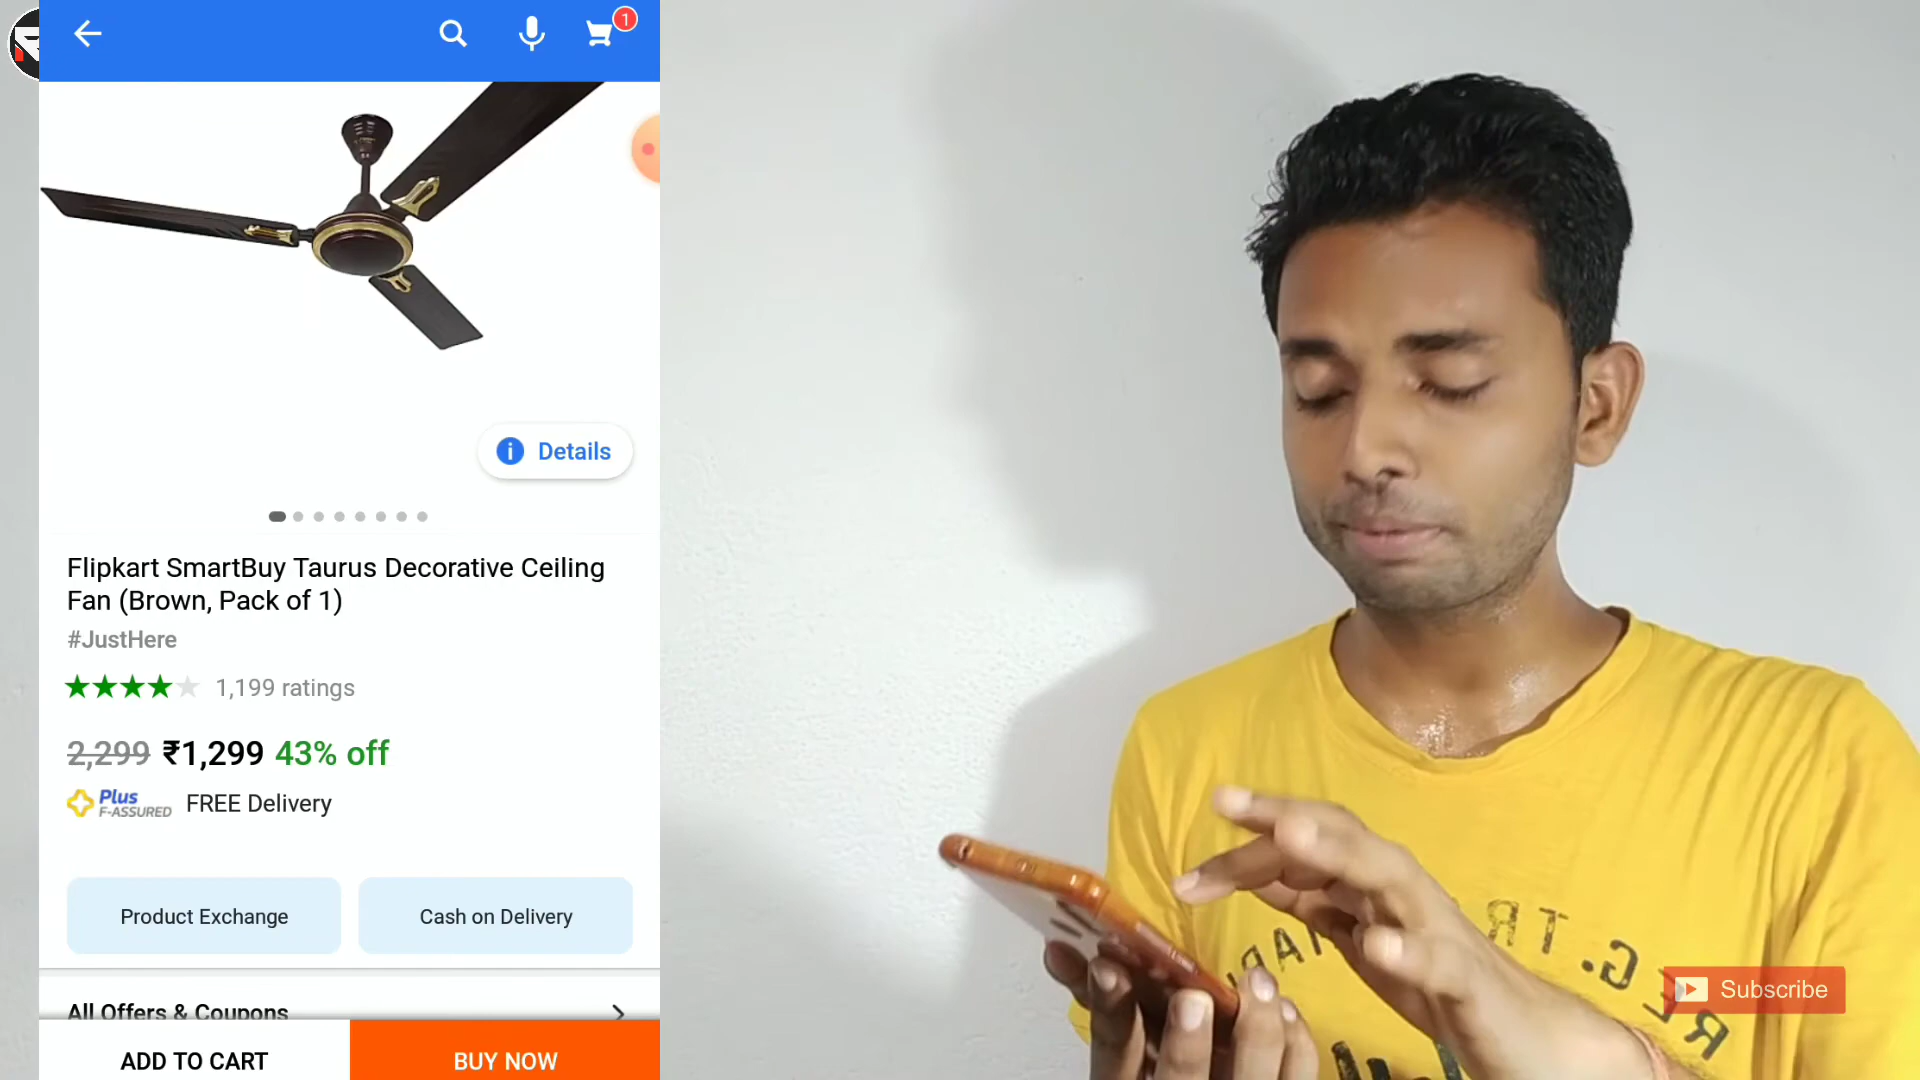 1
Details
Flipkart SmartBuy Taurus Decorative Ceiling
Fan (Brown, Pack of 1)
#JustHere
1,199 ratings
2,299 ₹1,299 43% off
Plus
F-ASSURED
FREE Delivery
Product Exchange
Cash on Delivery
All Offers & Coupons
ADD TO CART
BUY NOW
Subscribe